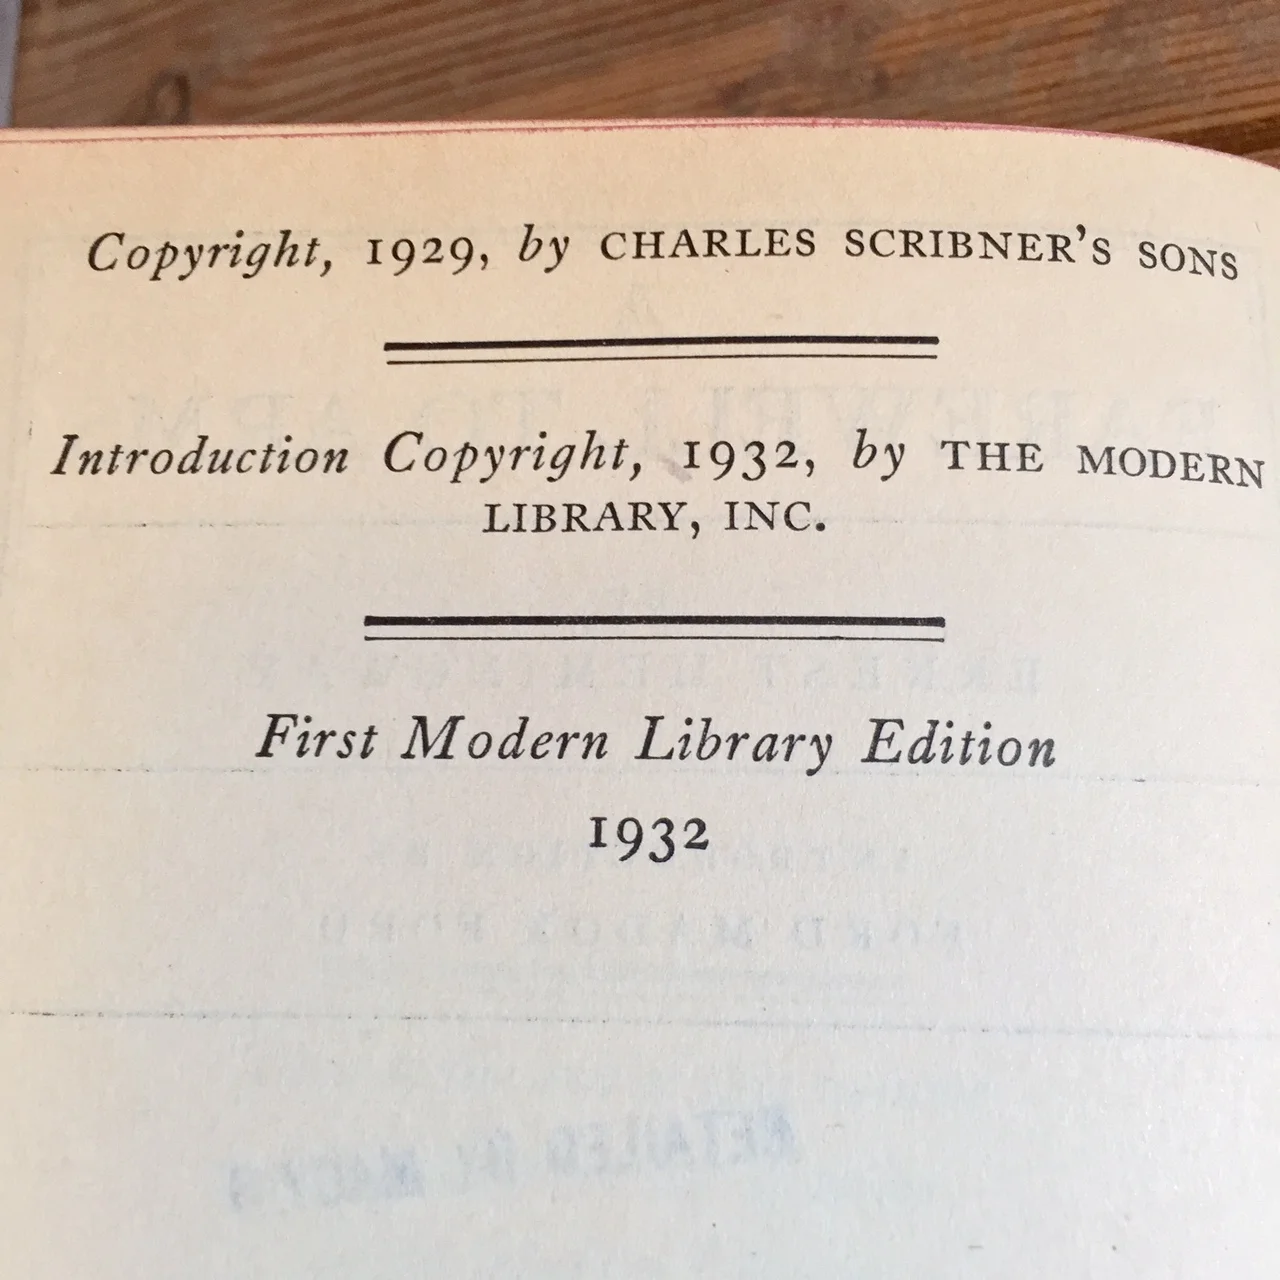 Copyright, 1929, by CHARLES SCRIBNER'S SONS
Introduction Copyright, 1932, by THE MODERN
LIBRARY, INC.
First Modern Library Edition
1932